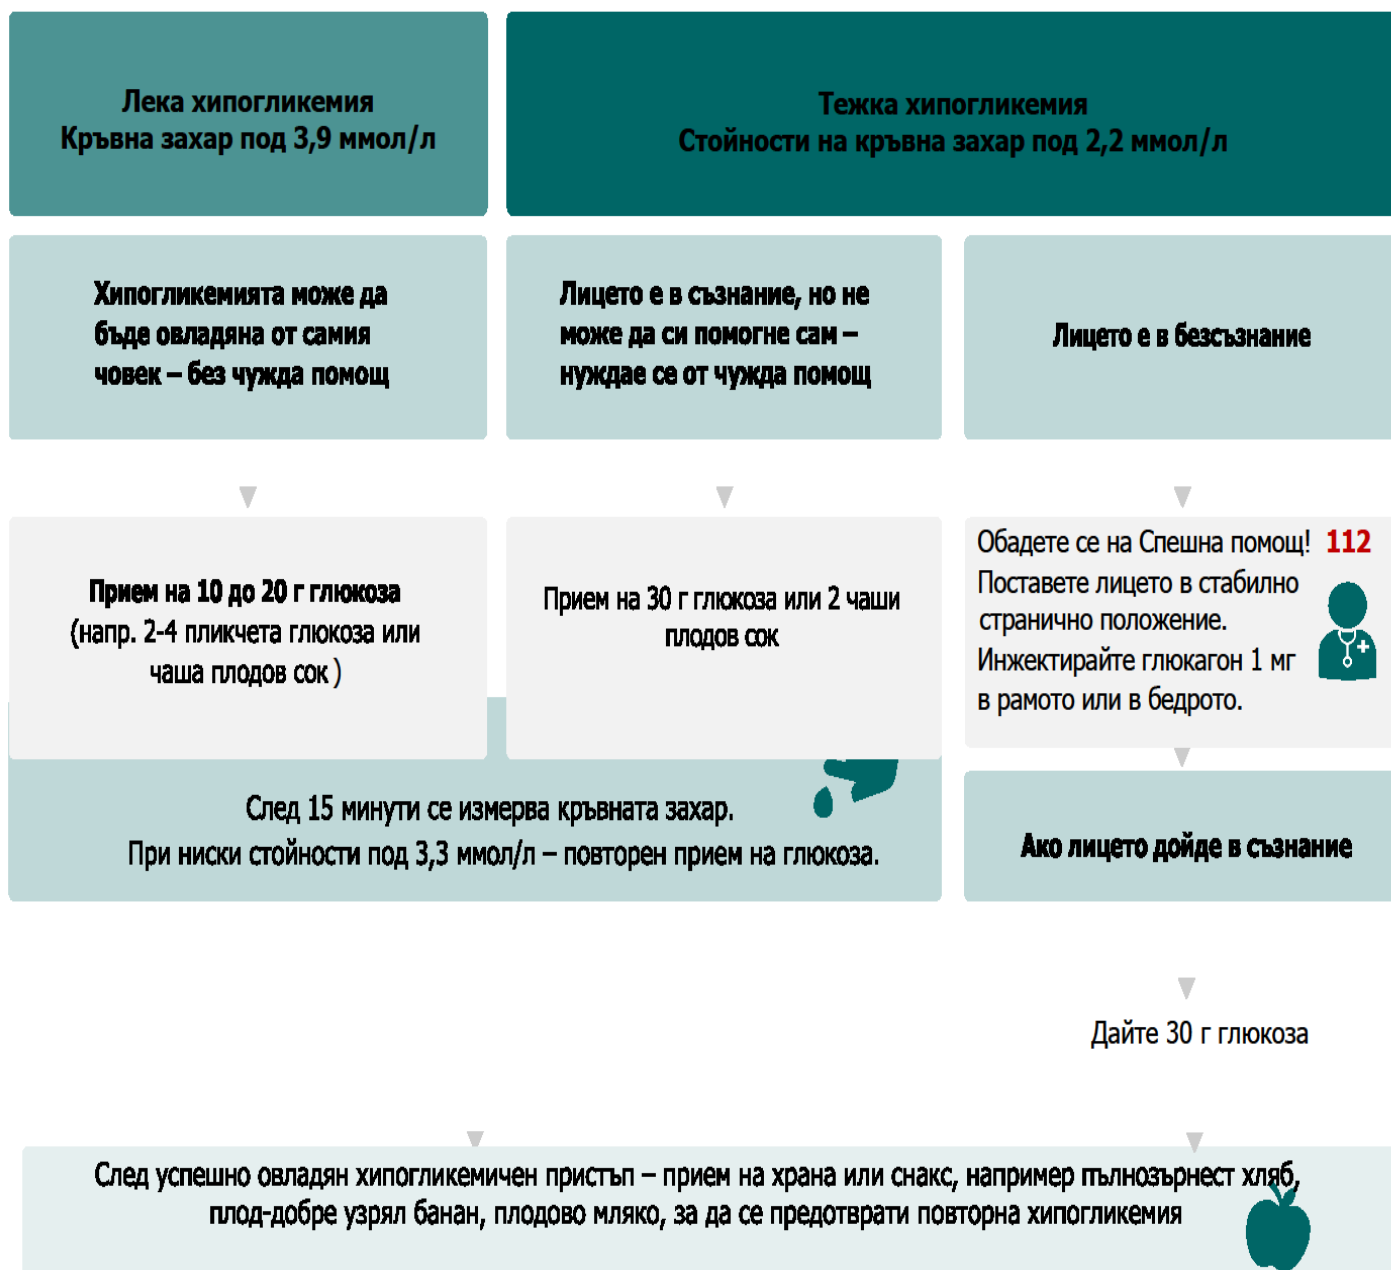 Лека хипогликемия
Кръвна захар под 3,9 ммол/л
Тежка хипогликемия
Стойности на кръвна захар под 2,2 ммол/л
Хипогликемията може да
бъде овладяна от самия
човек – без чужда помощ
Лицето е в съзнание, но не
може да си помогне сам –
нуждае се от чужда помощ
Лицето е в безсъзнание
Прием на 10 до 20 г глюкоза
(напр. 2-4 пликчета глюкоза или
чаша плодов сок )
Прием на 30 г глюкоза или 2 чаши
плодов сок
Обадете се на Спешна помощ! 112
Поставете лицето в стабилно
странично положение.
Инжектирайте глюкагон 1 мг
в рамото или в бедрото.
След 15 минути се измерва кръвната захар.
При ниски стойности под 3,3 ммол/л – повторен прием на глюкоза.
Ако лицето дойде в съзнание
Дайте 30 г глюкоза
След успешно овладян хипогликемичен пристъп – прием на храна или снакс, например пълнозърнест хляб,
плод-добре узрял банан, плодово мляко, за да се предотврати повторна хипогликемия